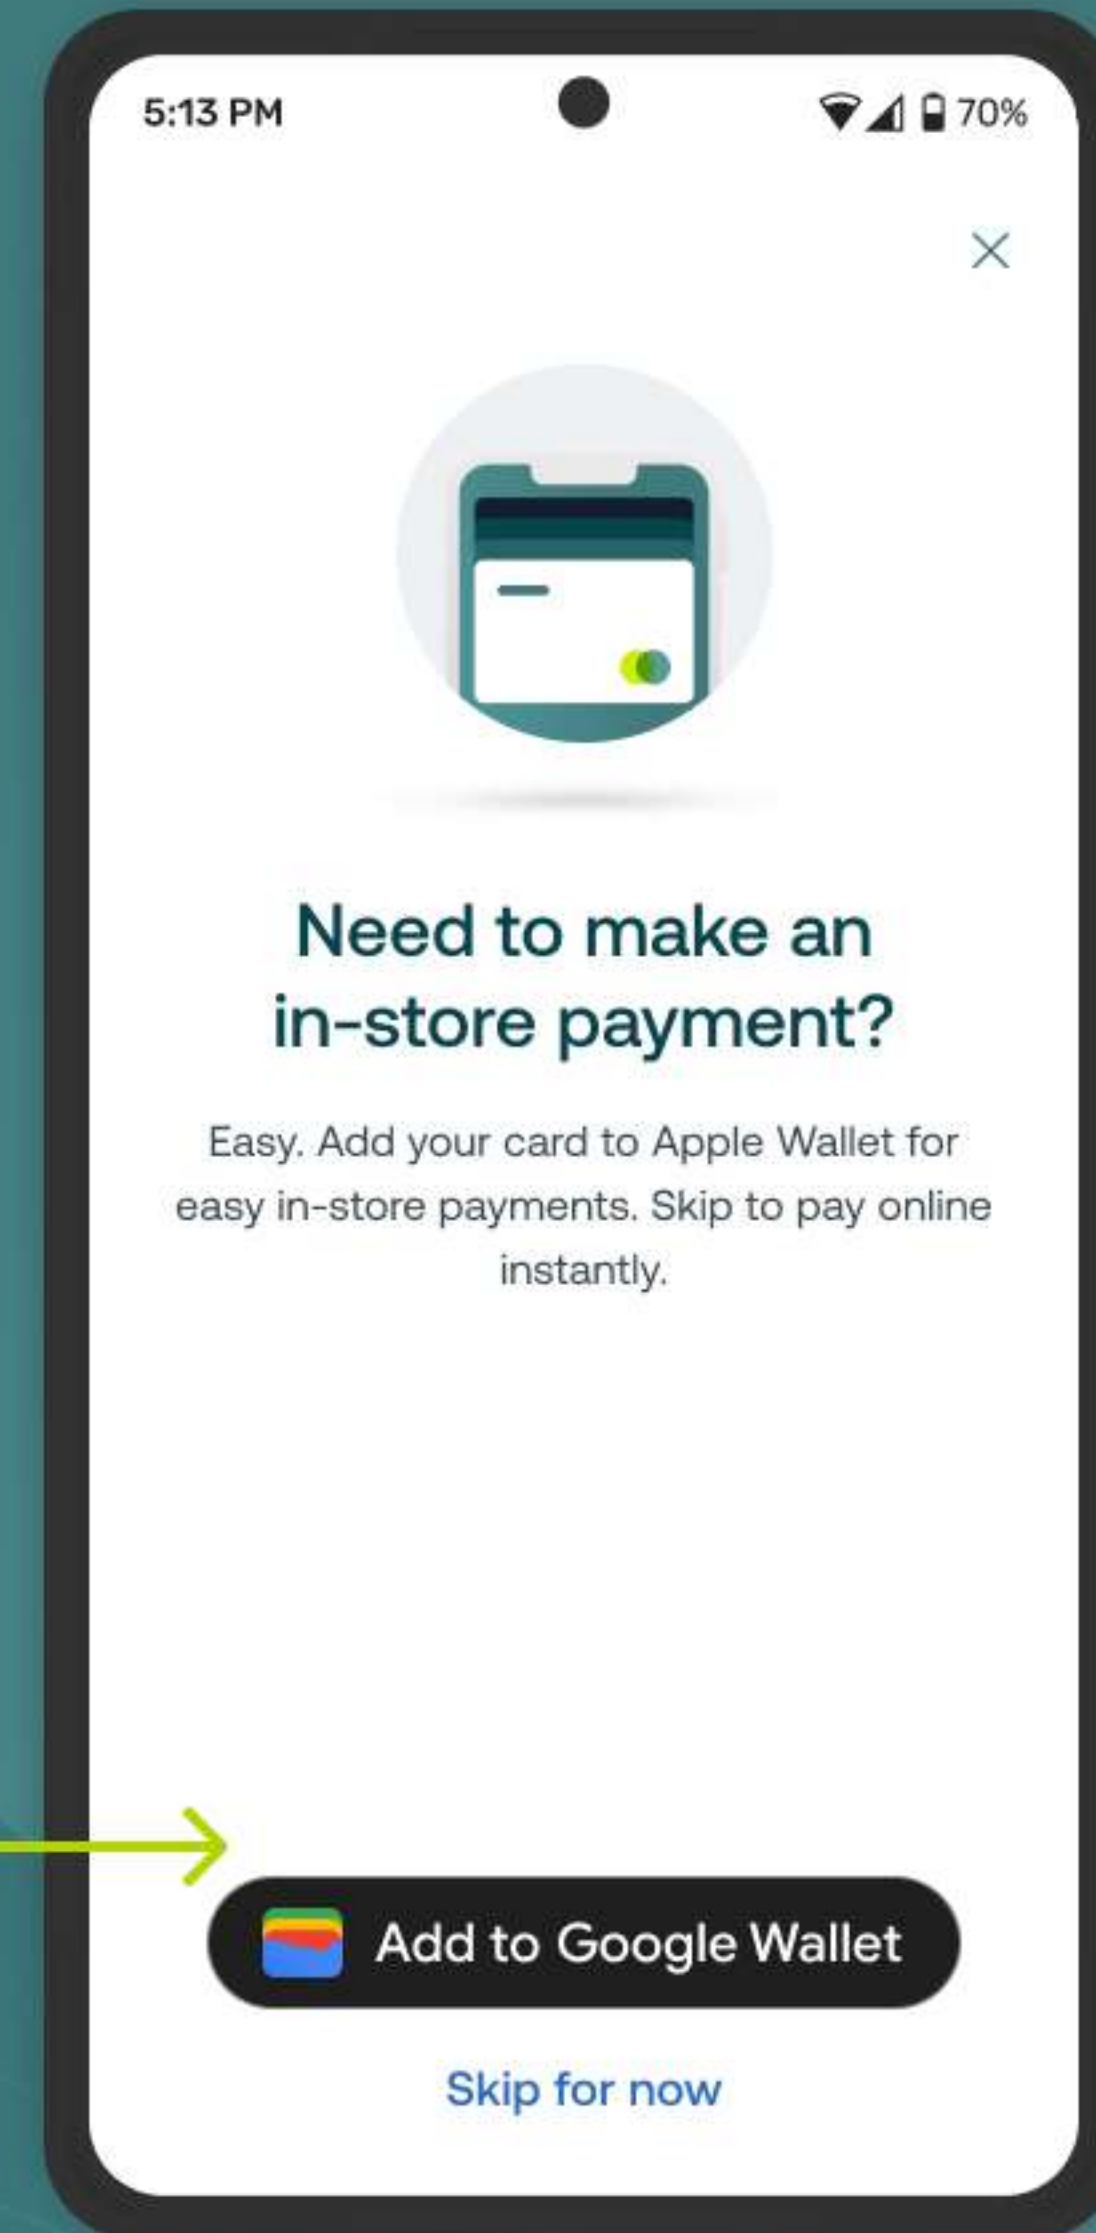 5:13 PM
70%
Need to make an
in-store payment?
Easy. Add your card to Apple Wallet for
easy in-store payments. Skip to pay online
instantly.
Add to Google Wallet
Skip for now